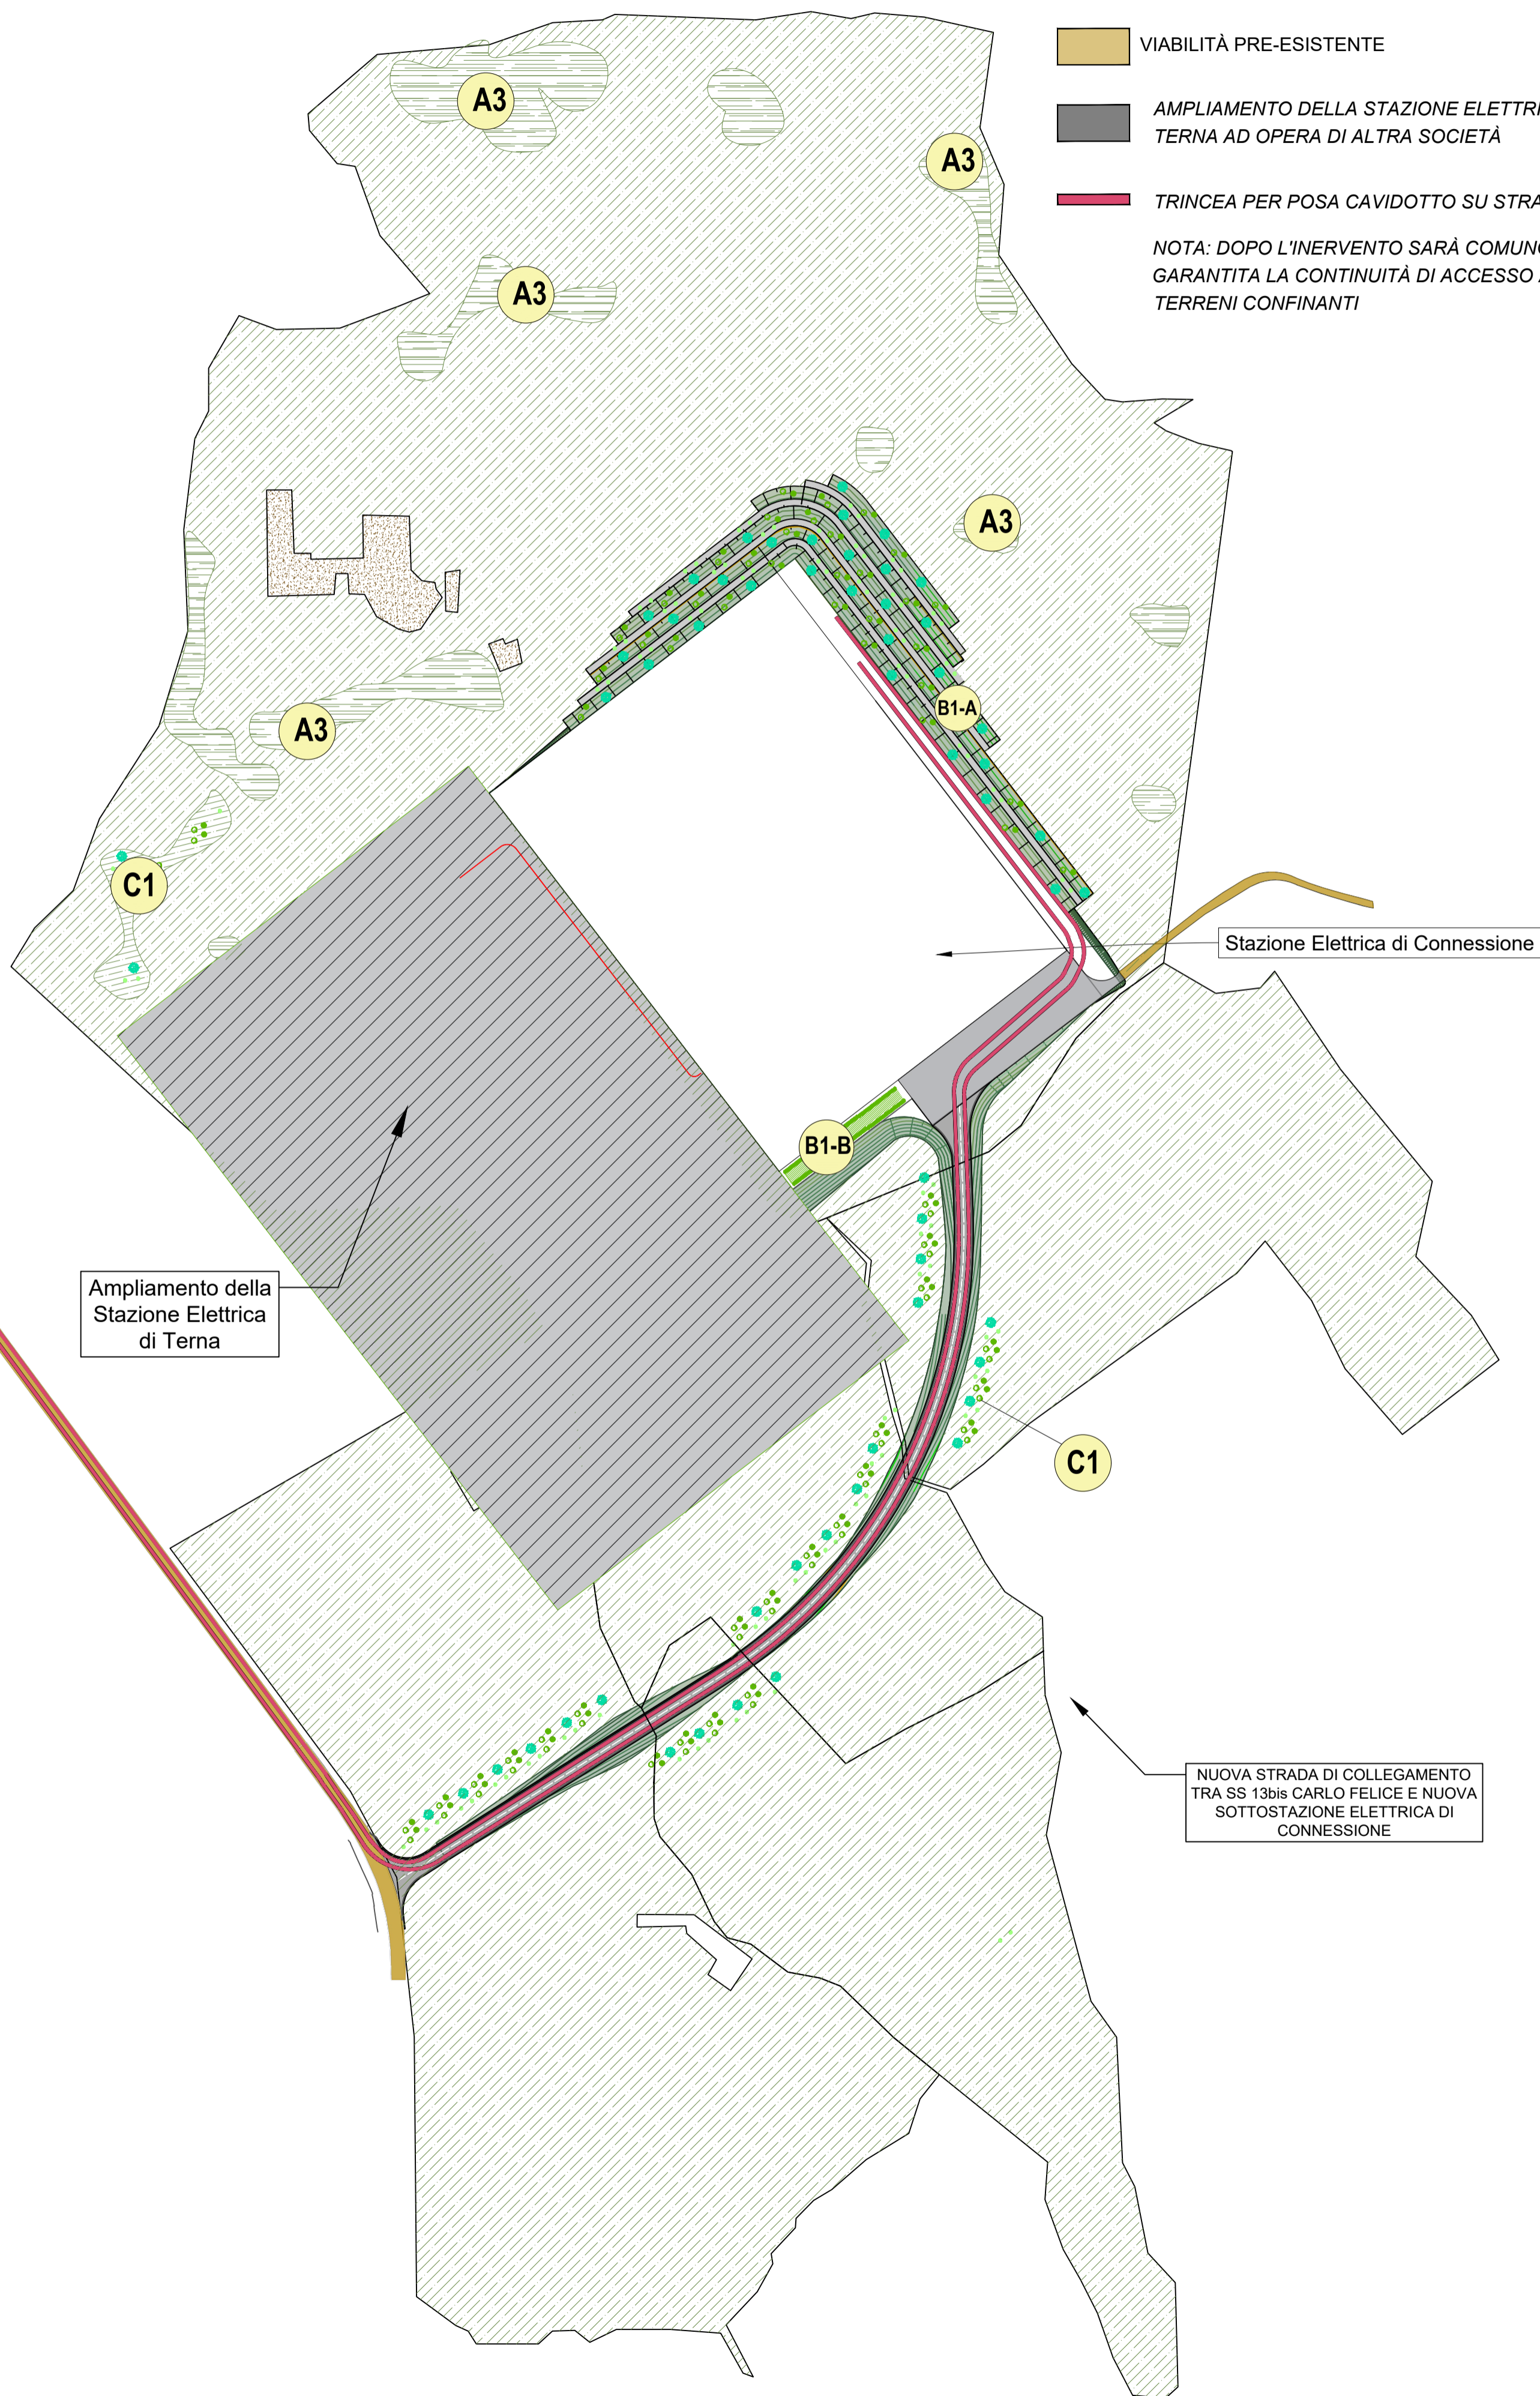 VIABILITÀ PRE-ESISTENTE
AMPLIAMENTO DELLA STAZIONE
TERNA AD OPERA DI ALTRA SOCIETÀ
TRINCEA PER POSA CAVIDOTTO SU
NOTA: DOPO L'INERVENTO SARÀ
GARANTITA LA CONTINUITÀ DI ACCESSO
TERRENI CONFINANTI
A3
A3
A3
A3
B1-A
A3
C1
Stazione Elettrica di Connessione
B1-B
Ampliamento della
Stazione Elettrica
di Terna
C1
NUOVA STRADA DI COLLEGAMENTO
TRA SS 13bis CARLO FELICE E NUOVA
SOTTOSTAZIONE ELETTRICA DI
CONNESSIONE